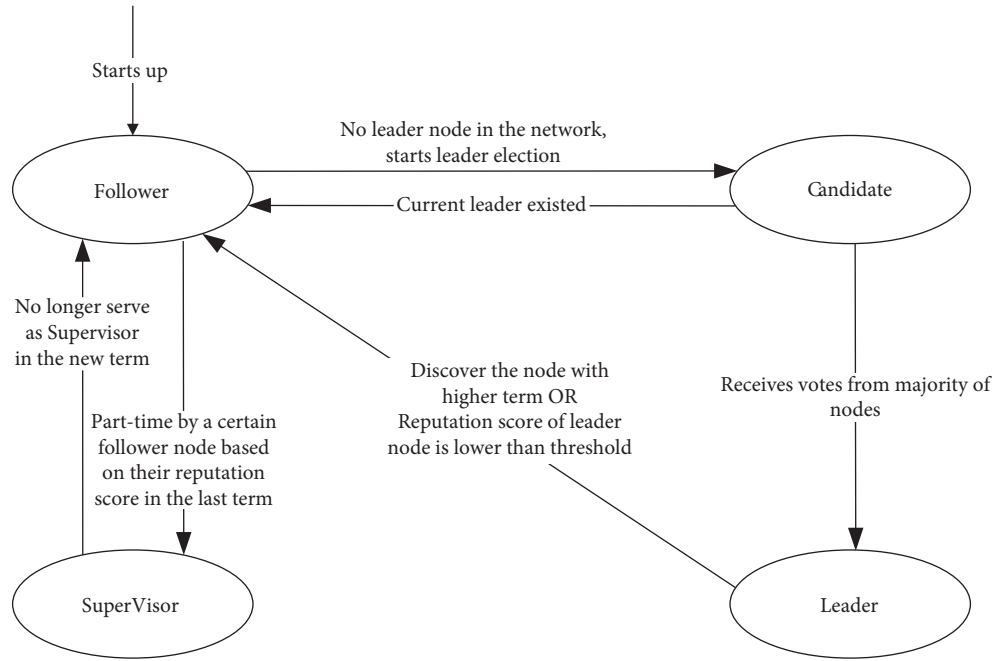 Starts up
No leader node in the network,
starts leader election
Follower
Candidate
Current leader existed
No longer serve
as Supervisor
in the new term
Discover the node with
higher term OR
Reputation score of leader
node is lower than threshold
Receives votes from majority of
nodes
Part-time by a certain
follower node based
on their reputation
score in the last term
SuperVisor
Leader